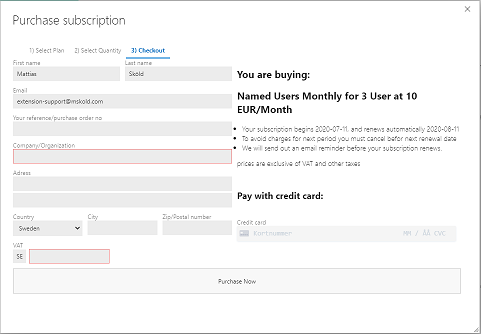 Purchase subscription
1) Select Plan 2) Select Quantity 3) Checkout
First name Last name
Mattias Sköld
Email
extension-support@mskold.com
Your reference/purchase order no
Company/Organization
Adress
Country City Zip/Postal number
Sweden
VAT
SE
You are buying:
Named Users Monthly for 3 User at 10
EUR/Month
Your subscription begins 2020-07-11, and renews automatically 2020-08-11
To avoid charges for next period you must cancel befor next renewal date
We will send out an email reminder before your subscription renews.
prices are exclusive of VAT and other taxes
Pay with credit card:
Credit card
Kortnummer MM / ÅÅ CVC
Purchase Now